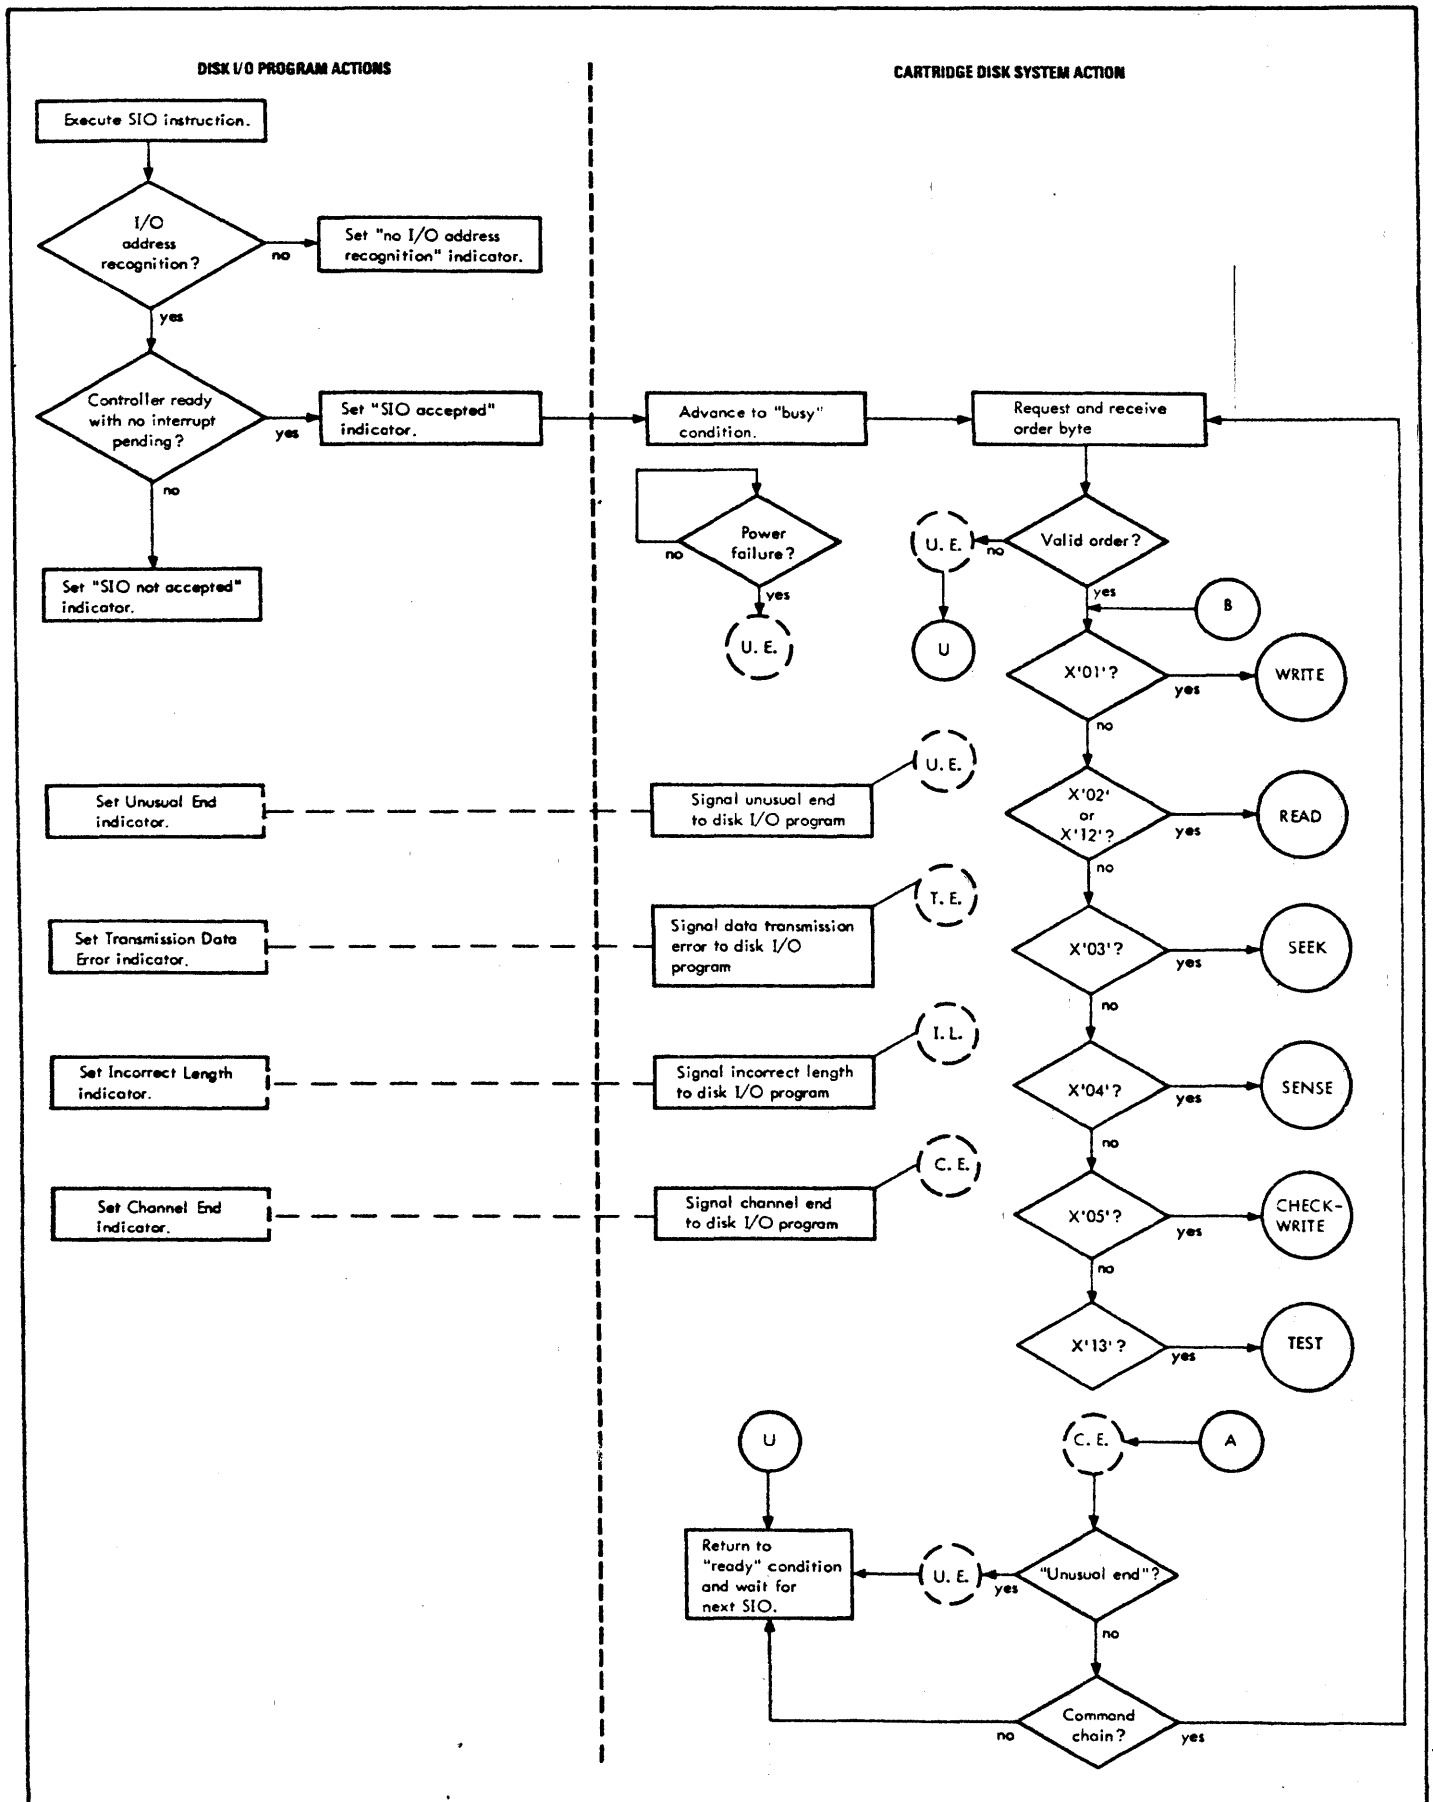 DISK I/O PROGRAM ACTIONS
CARTRIDGE DISK SYSTEM ACTION
Execute SIO instruction.
I/O
address
recognition?
no
Set "no I/O address
recognition" indicator.
yes
Controller ready
with no interrupt
pending?
yes
Set "SIO accepted"
indicator.
no
Set "SIO not accepted"
indicator.
Advance to "busy"
condition.
Request and receive
order byte
Power
failure?
no
yes
U. E.
Valid order?
no
U. E.
U
yes
B
X'01'?
yes
WRITE
no
X'02'
or
X'12'?
yes
READ
no
X'03'?
yes
SEEK
no
X'04'?
yes
SENSE
no
X'05'?
yes
CHECK-
WRITE
no
X'13'?
yes
TEST
Set Unusual End
indicator.
Signal unusual end
to disk I/O program
U. E.
Set Transmission Data
Error indicator.
Signal data transmission
error to disk I/O
program
T. E.
Set Incorrect Length
indicator.
Signal incorrect length
to disk I/O program
I. L.
Set Channel End
indicator.
Signal channel end
to disk I/O program
C. E.
U
C. E.
A
Return to
"ready" condition
and wait for
next SIO.
U. E.
yes
"Unusual end"?
no
Command
chain?
no
yes